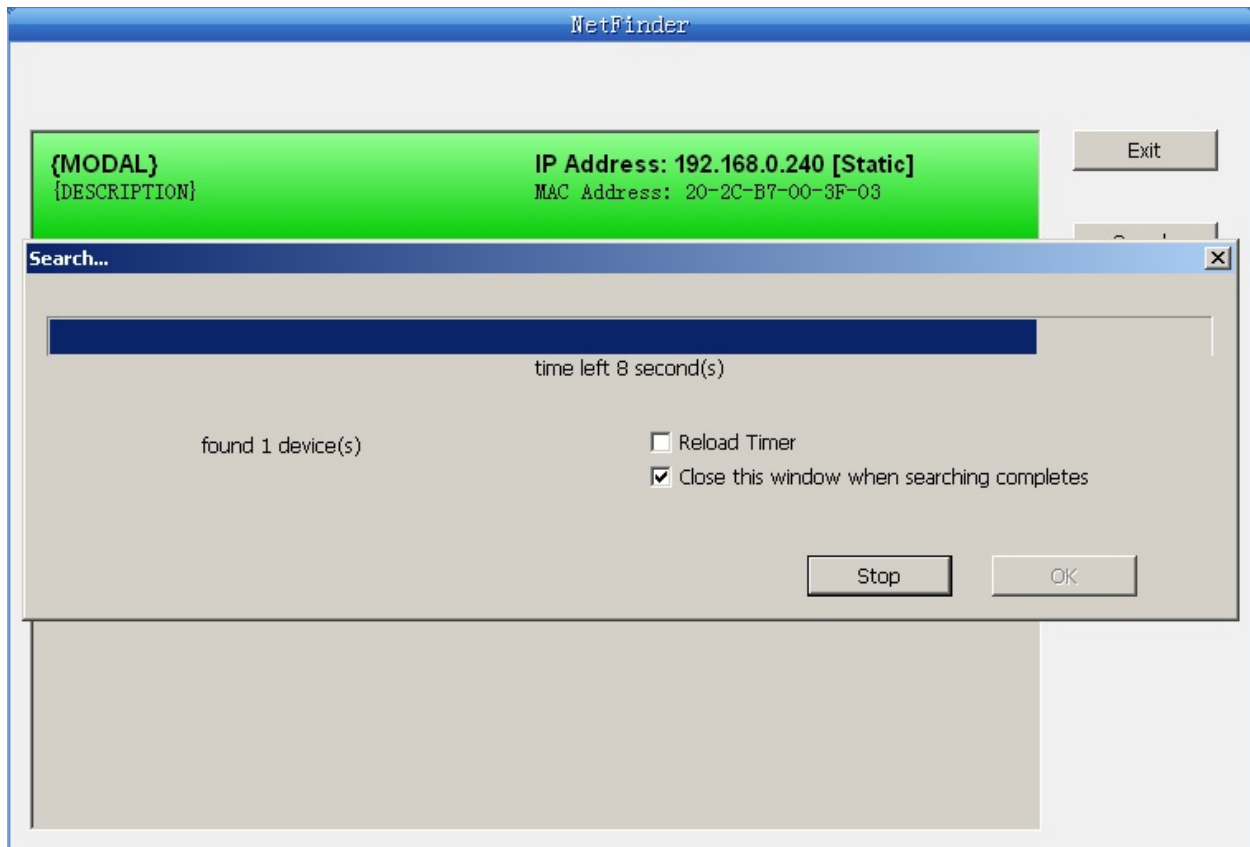 NetFinder
{MODAL}
IP Address: 192.168.0.240 [Static]
Exit
{DESCRIPTION}
MAC Address: 20-2C-B7-00-3F-03
Search...
time left 8 second(s)
found 1 device(s)
Reload Timer
Close this window when searching completes
Stop
OK